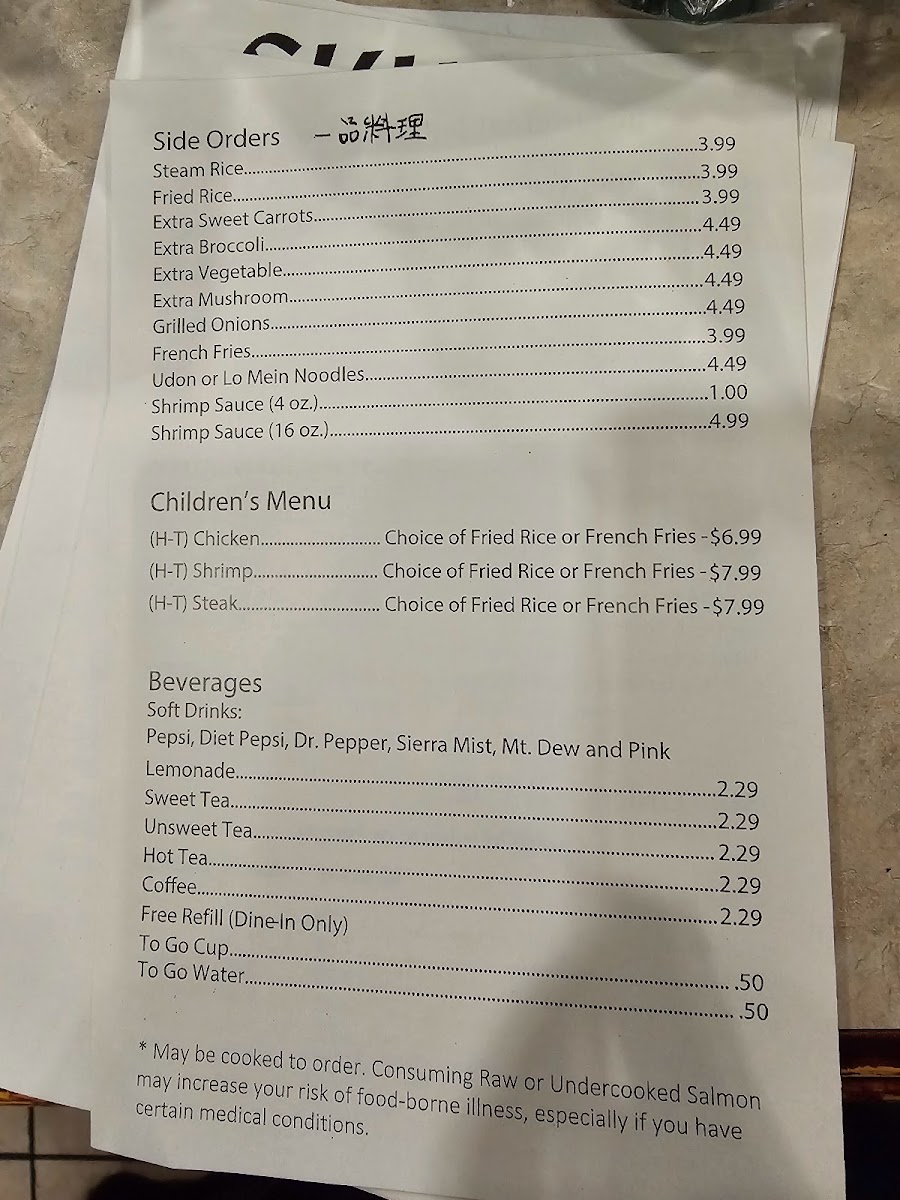 Side Orders 一品料理
Steam Rice...3.99
Fried Rice...3.99
Extra Sweet Carrots...3.99
Extra Broccoli...4.49
Extra Vegetable...4.49
Extra Mushroom...4.49
Grilled Onions...4.49
French Fries...3.99
Udon or Lo Mein Noodles...4.49
Shrimp Sauce (4 oz.)...1.00
Shrimp Sauce (16 oz.)...4.99
Children's Menu
(H-T) Chicken... Choice of Fried Rice or French Fries -$6.99
(H-T) Shrimp... Choice of Fried Rice or French Fries -$7.99
(H-T) Steak... Choice of Fried Rice or French Fries -$7.99
Beverages
Soft Drinks:
Pepsi, Diet Pepsi, Dr. Pepper, Sierra Mist, Mt. Dew and Pink
Lemonade...2.29
Sweet Tea...2.29
Unsweet Tea...2.29
Hot Tea...2.29
Coffee...2.29
Free Refill (Dine-In Only)
To Go Cup... .50
To Go Water... .50
* May be cooked to order. Consuming Raw or Undercooked Salmon
may increase your risk of food-borne illness, especially if you have
certain medical conditions.